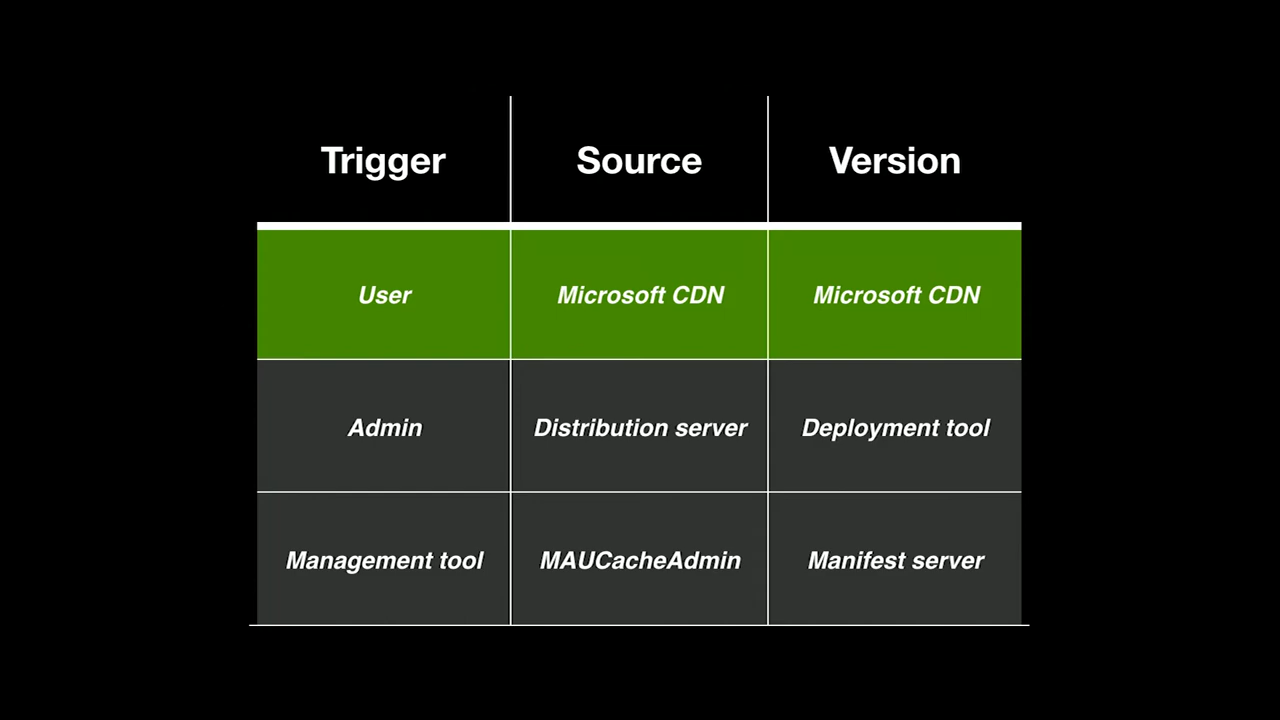 Trigger Source Version
User Microsoft CDN Microsoft CDN
Admin Distribution server Deployment tool
Management tool MAUCacheAdmin Manifest server